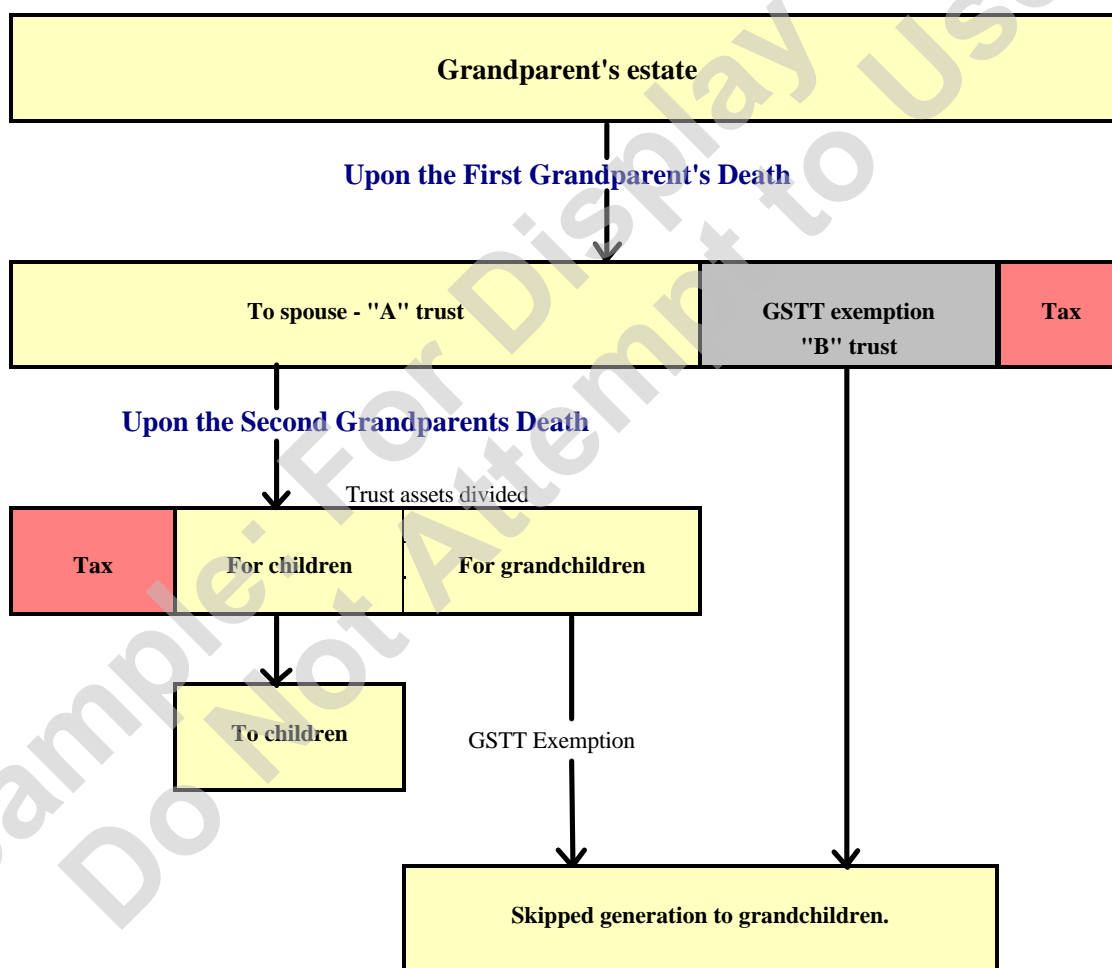 Grandparent's estate
Upon the First Grandparent's Death
To spouse - "A" trust
GSTT exemption
"B" trust
Tax
Upon the Second Grandparents Death
Trust assets divided
Tax
For children
For grandchildren
To children
GSTT Exemption
Skipped generation to grandchildren.
Sample: For Display
Do Not Attempt to Use